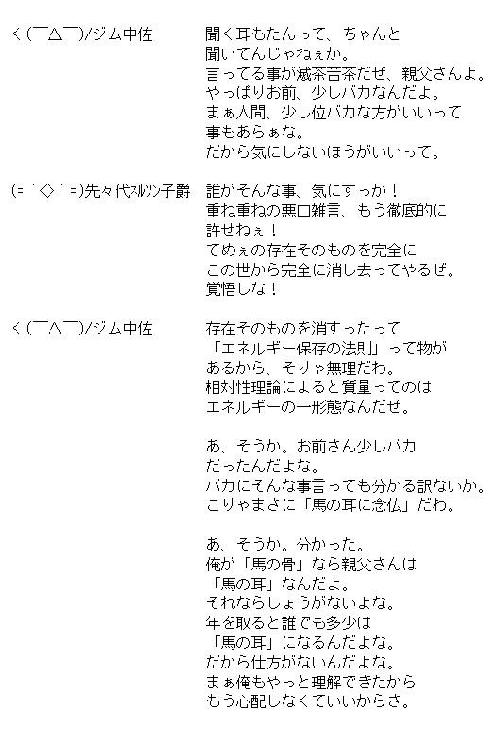 く(￣△￣)/ジム中佐 聞く耳もたんって、ちゃんと
聞いてんじゃねぇか。
言ってる事が滅茶苦茶だぜ、親父さんよ。
やっぱりお前、少しバカなんだよ。
まぁ人間、少し位バカな方がいいって
事もあらぁな。
だから気にしないほうがいいって。
(=｀◇´=)先々代ｽﾙﾂﾝ子爵 誰がそんな事、気にすっか！
重ね重ねの悪口雑言、もう徹底的に
許せねぇ！
てめぇの存在そのものを完全に
この世から完全に消し去ってやるぜ。
覚悟しな！
く(￣へ￣)/ジム中佐 存在そのものを消すったって
「エネルギー保存の法則」って物が
あるから、そりゃ無理だわ。
相対性理論によると質量ってのは
エネルギーの一形態なんだぜ。
あ、そうか。お前さん少しバカ
だったんだよな。
バカにそんな事言っても分かる訳ないか。
こりゃまさに「馬の耳に念仏」だわ。
あ、そうか。分かった。
俺が「馬の骨」なら親父さんは
「馬の耳」なんだよ。
それならしょうがないよな。
年を取ると誰でも多少は
「馬の耳」になるんだよな。
だから仕方がないんだよな。
まぁ俺もやっと理解できたから
もう心配しなくていいからさ。